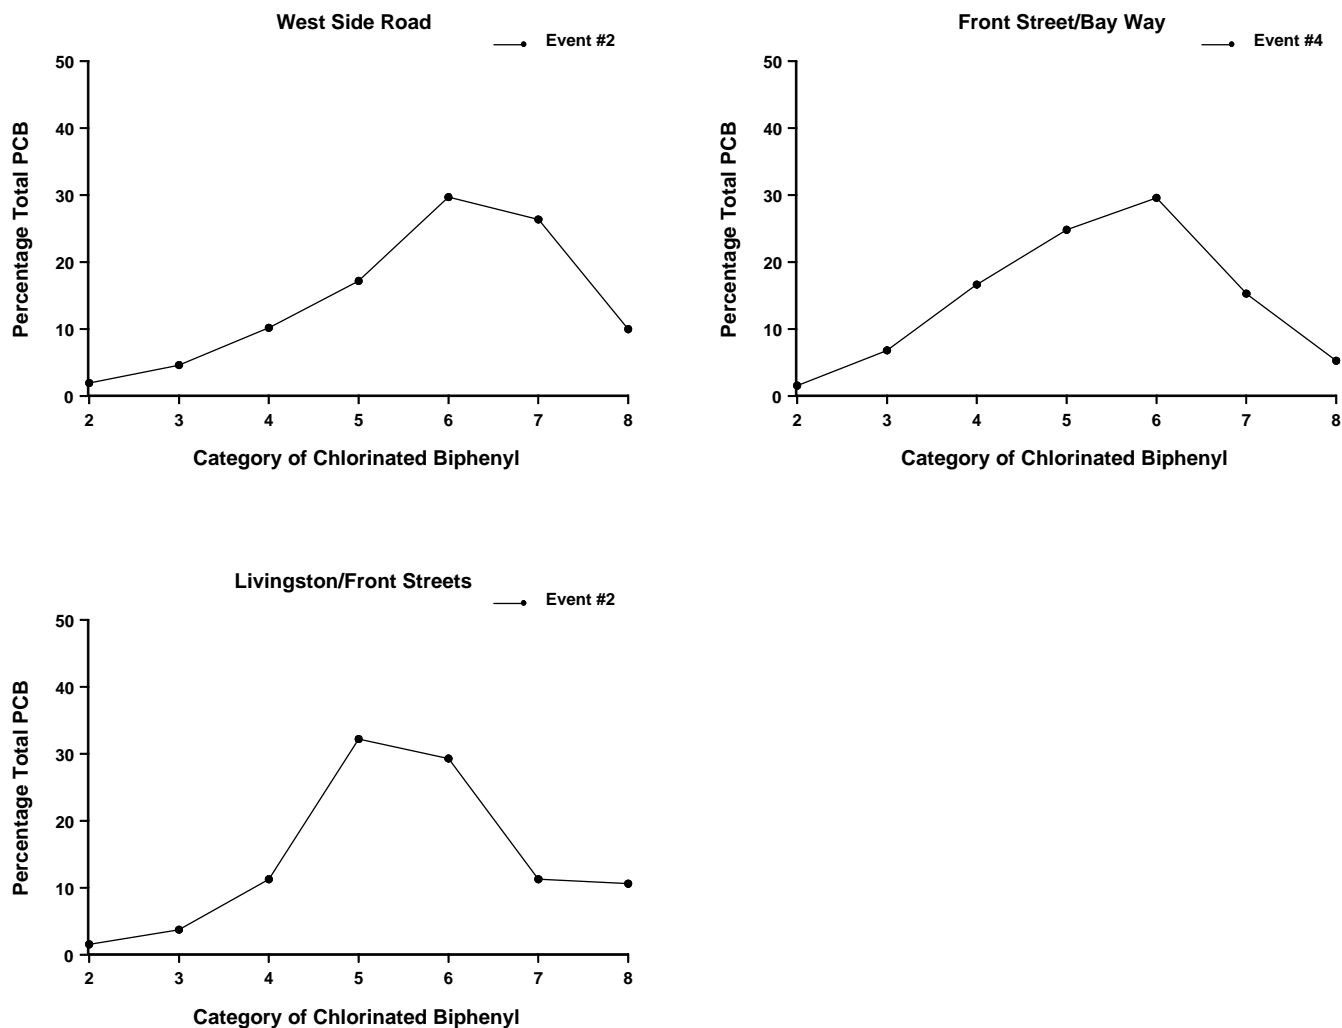 West Side Road
Event #2
50
40
30
20
10
0
Percentage Total PCB
2 3 4 5 6 7 8
Category of Chlorinated Biphenyl
Front Street/Bay Way
Event #4
50
40
30
20
10
0
Percentage Total PCB
2 3 4 5 6 7 8
Category of Chlorinated Biphenyl
Livingston/Front Streets
Event #2
50
40
30
20
10
0
Percentage Total PCB
2 3 4 5 6 7 8
Category of Chlorinated Biphenyl